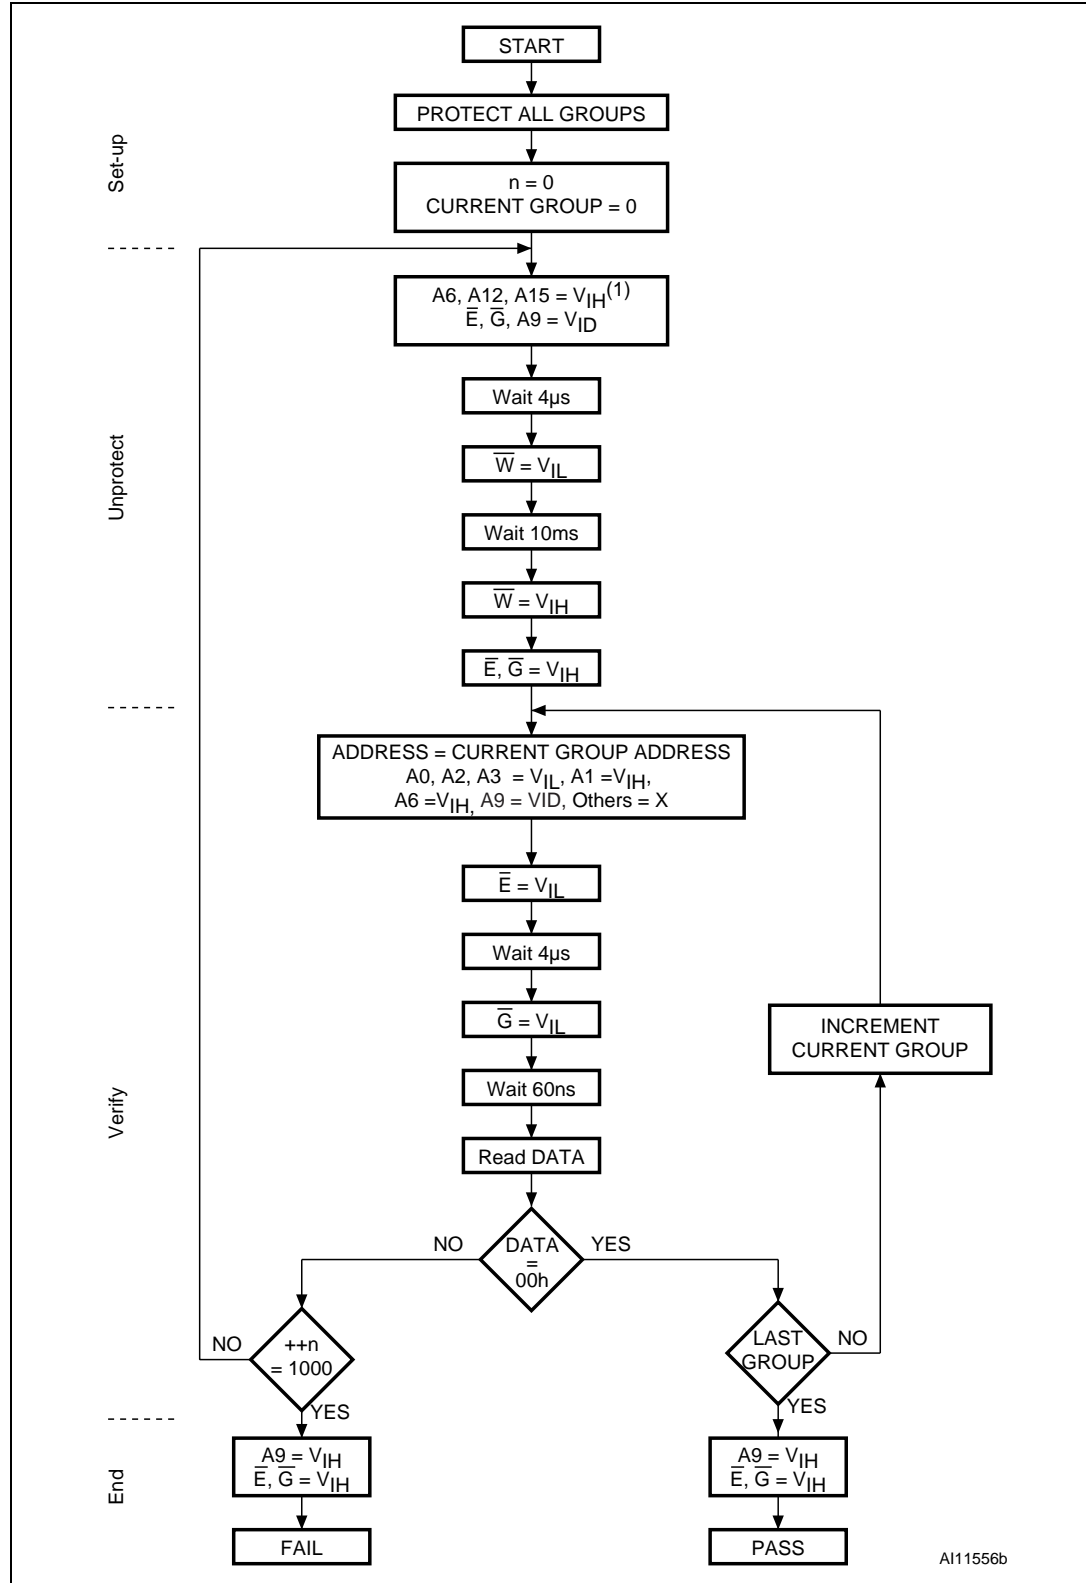 START
PROTECT ALL GROUPS
Set-up
n = 0
CURRENT GROUP = 0
A6, A12, A15 = VIH(1)
E̅, G̅, A9 = VID
Wait 4µs
Unprotect
W̅ = VIL
Wait 10ms
W̅ = VIH
E̅, G̅ = VIH
ADDRESS = CURRENT GROUP ADDRESS
A0, A2, A3 = VIL, A1 =VIH,
A6 =VIH, A9 = VID, Others = X
E̅ = VIL
Wait 4µs
G̅ = VIL
INCREMENT
CURRENT GROUP
Wait 60ns
Verify
Read DATA
NO
DATA
=
00h
YES
NO
++n
= 1000
YES
LAST
GROUP
NO
YES
End
A9 = VIH
E̅, G̅ = VIH
A9 = VIH
E̅, G̅ = VIH
FAIL
PASS
AI11556b